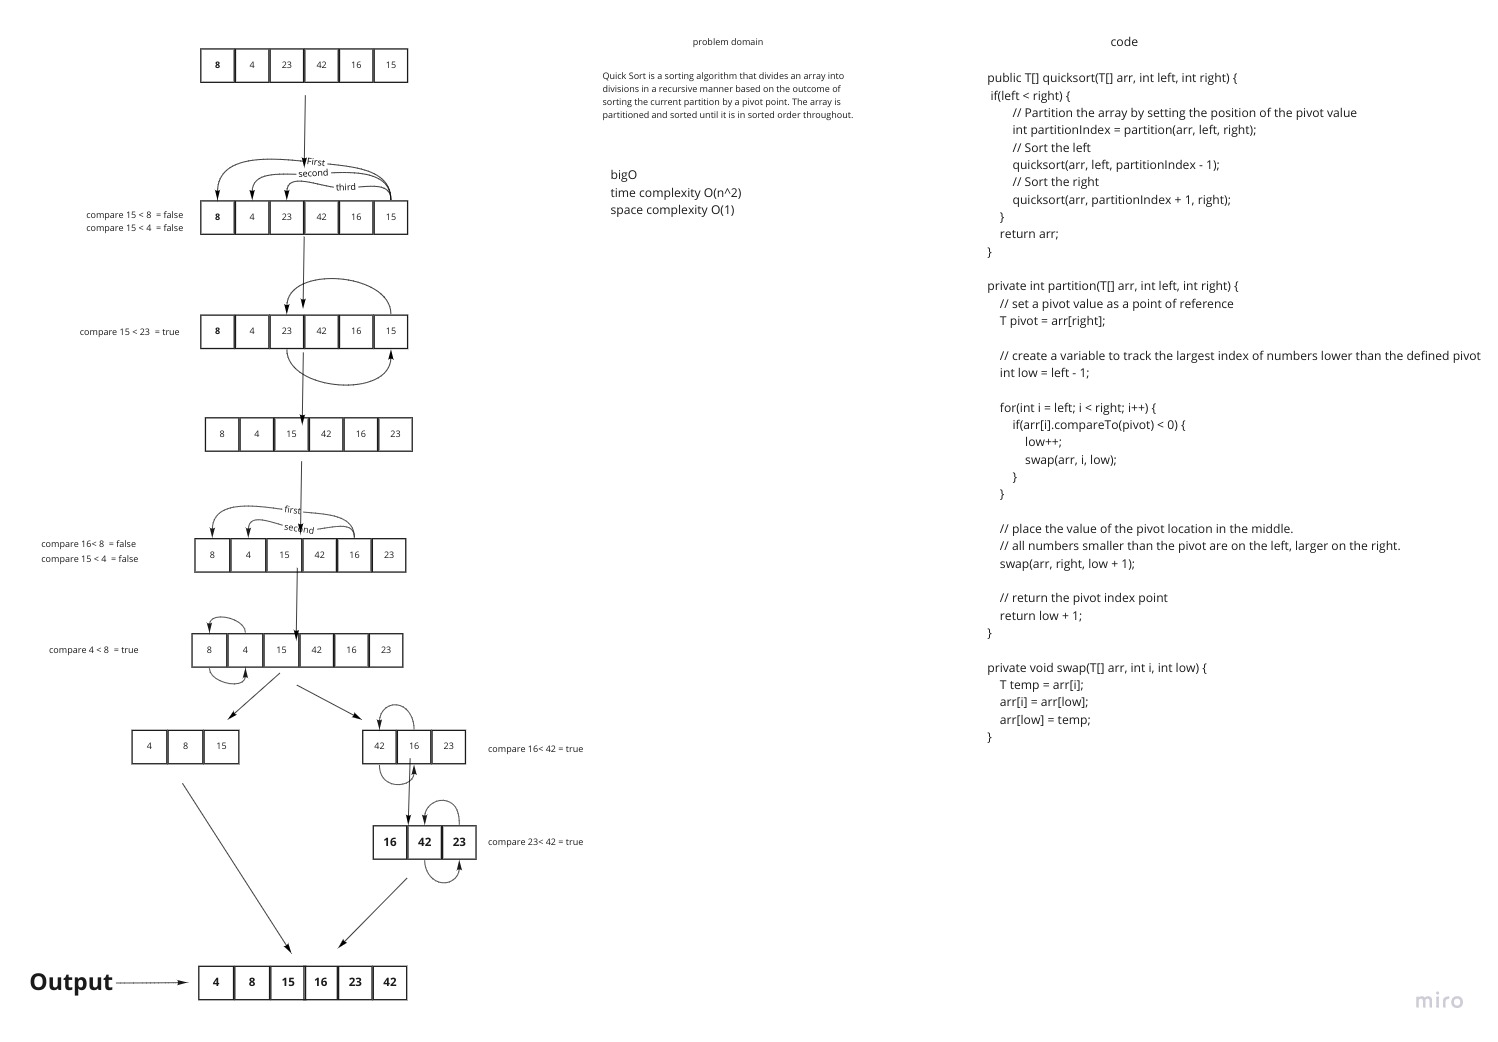 8 4 23 42 16 15
First
second
third
compare 15 < 8 = false
compare 15 < 4 = false
8 4 23 42 16 15
compare 15 < 23 = true
8 4 23 42 16 15
8 4 15 42 16 23
first
second
compare 16< 8 = false
compare 15 < 4 = false
8 4 15 42 16 23
compare 4 < 8 = true
8 4 15 42 16 23
4 8 15
42 16 23
compare 16< 42 = true
16 42 23
compare 23< 42 = true
Output
4 8 15 16 23 42
problem domain
Quick Sort is a sorting algorithm that divides an array into
divisions in a recursive manner based on the outcome of
sorting the current partition by a pivot point. The array is
partitioned and sorted until it is in sorted order throughout.
bigO
time complexity O(n^2)
space complexity O(1)
code
public T[] quicksort(T[] arr, int left, int right) {
if(left < right) {
// Partition the array by setting the position of the pivot value
int partitionIndex = partition(arr, left, right);
// Sort the left
quicksort(arr, left, partitionIndex - 1);
// Sort the right
quicksort(arr, partitionIndex + 1, right);
}
return arr;
}
private int partition(T[] arr, int left, int right) {
// set a pivot value as a point of reference
T pivot = arr[right];
// create a variable to track the largest index of numbers lower than the defined pivot
int low = left - 1;
for(int i = left; i < right; i++) {
if(arr[i].compareTo(pivot) < 0) {
low++;
swap(arr, i, low);
}
}
// place the value of the pivot location in the middle.
// all numbers smaller than the pivot are on the left, larger on the right.
swap(arr, right, low + 1);
// return the pivot index point
return low + 1;
}
private void swap(T[] arr, int i, int low) {
T temp = arr[i];
arr[i] = arr[low];
arr[low] = temp;
}
miro